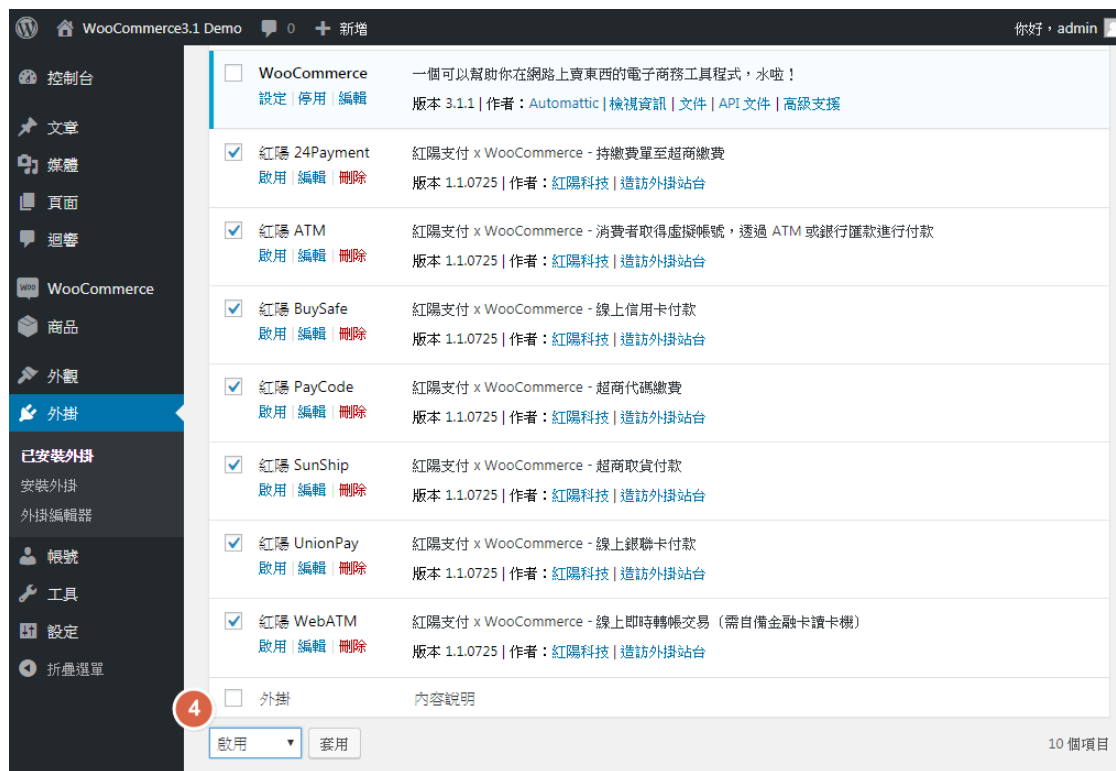 WooCommerce3.1 Demo 0 新增 你好，admin
控制台
文章
媒體
頁面
迴響
WooCommerce
商品
外觀
外掛
已安裝外掛
安裝外掛
外掛編輯器
帳號
工具
設定
折疊選單
WooCommerce 一個可以幫助你在網路上賣東西的電子商務工具程式，水啦！
設定 | 停用 | 編輯 版本 3.1.1 | 作者：Automattic | 檢視資訊 | 文件 | API 文件 | 高級支援
紅陽 24Payment 紅陽支付 x WooCommerce - 持繳費單至超商繳費
啟用 | 編輯 | 刪除 版本 1.1.0725 | 作者：紅陽科技 | 造訪外掛站台
紅陽 ATM 紅陽支付 x WooCommerce - 消費者取得虛擬帳號，透過 ATM 或銀行匯款進行付款
啟用 | 編輯 | 刪除 版本 1.1.0725 | 作者：紅陽科技 | 造訪外掛站台
紅陽 BuySafe 紅陽支付 x WooCommerce - 線上信用卡付款
啟用 | 編輯 | 刪除 版本 1.1.0725 | 作者：紅陽科技 | 造訪外掛站台
紅陽 PayCode 紅陽支付 x WooCommerce - 超商代碼繳費
啟用 | 編輯 | 刪除 版本 1.1.0725 | 作者：紅陽科技 | 造訪外掛站台
紅陽 SunShip 紅陽支付 x WooCommerce - 超商取貨付款
啟用 | 編輯 | 刪除 版本 1.1.0725 | 作者：紅陽科技 | 造訪外掛站台
紅陽 UnionPay 紅陽支付 x WooCommerce - 線上銀聯卡付款
啟用 | 編輯 | 刪除 版本 1.1.0725 | 作者：紅陽科技 | 造訪外掛站台
紅陽 WebATM 紅陽支付 x WooCommerce - 線上即時轉帳交易（需自備金融卡讀卡機）
啟用 | 編輯 | 刪除 版本 1.1.0725 | 作者：紅陽科技 | 造訪外掛站台
外掛 內容說明
4
啟用 套用 10 個項目